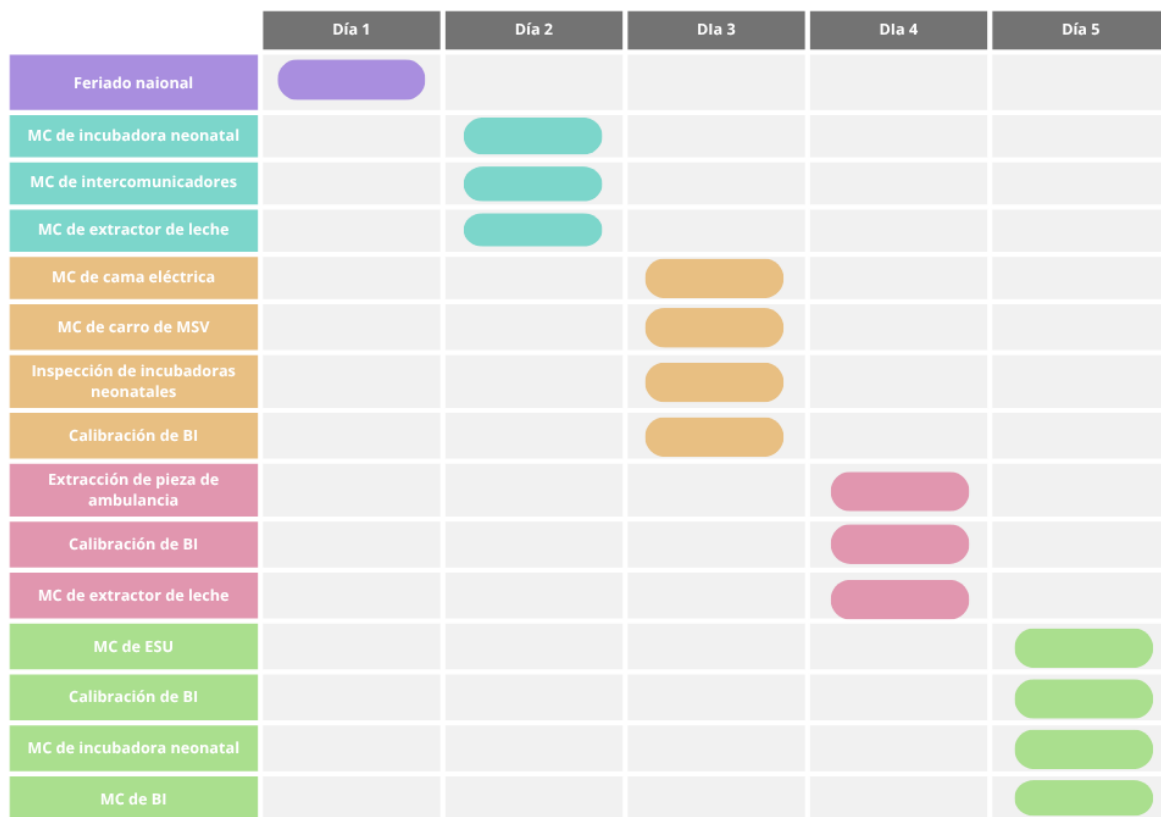 Día 1
Día 2
DIa 3
DIa 4
Día 5
Feriado naional
MC de incubadora neonatal
MC de intercomunicadores
MC de extractor de leche
MC de cama eléctrica
MC de carro de MSV
Inspección de incubadoras
neonatales
Calibración de BI
Extracción de pieza de
ambulancia
Calibración de BI
MC de extractor de leche
MC de ESU
Calibración de BI
MC de incubadora neonatal
MC de BI